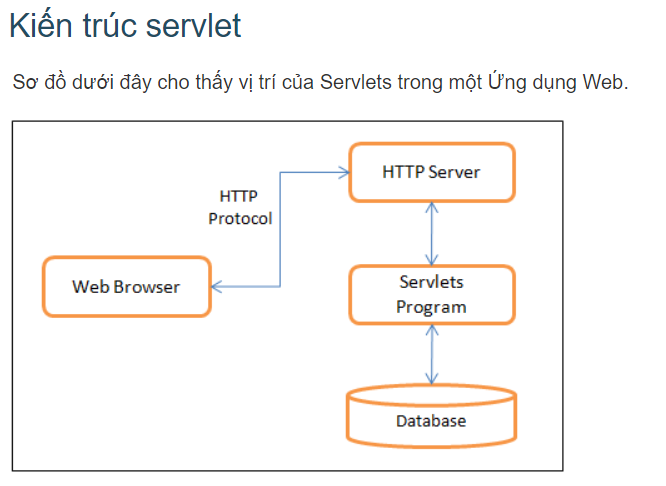 Kiến trúc servlet
Sơ đồ dưới đây cho thấy vị trí của Servlets trong một Ứng dụng Web.
HTTP Server
HTTP
Protocol
Web Browser
Servlets
Program
Database